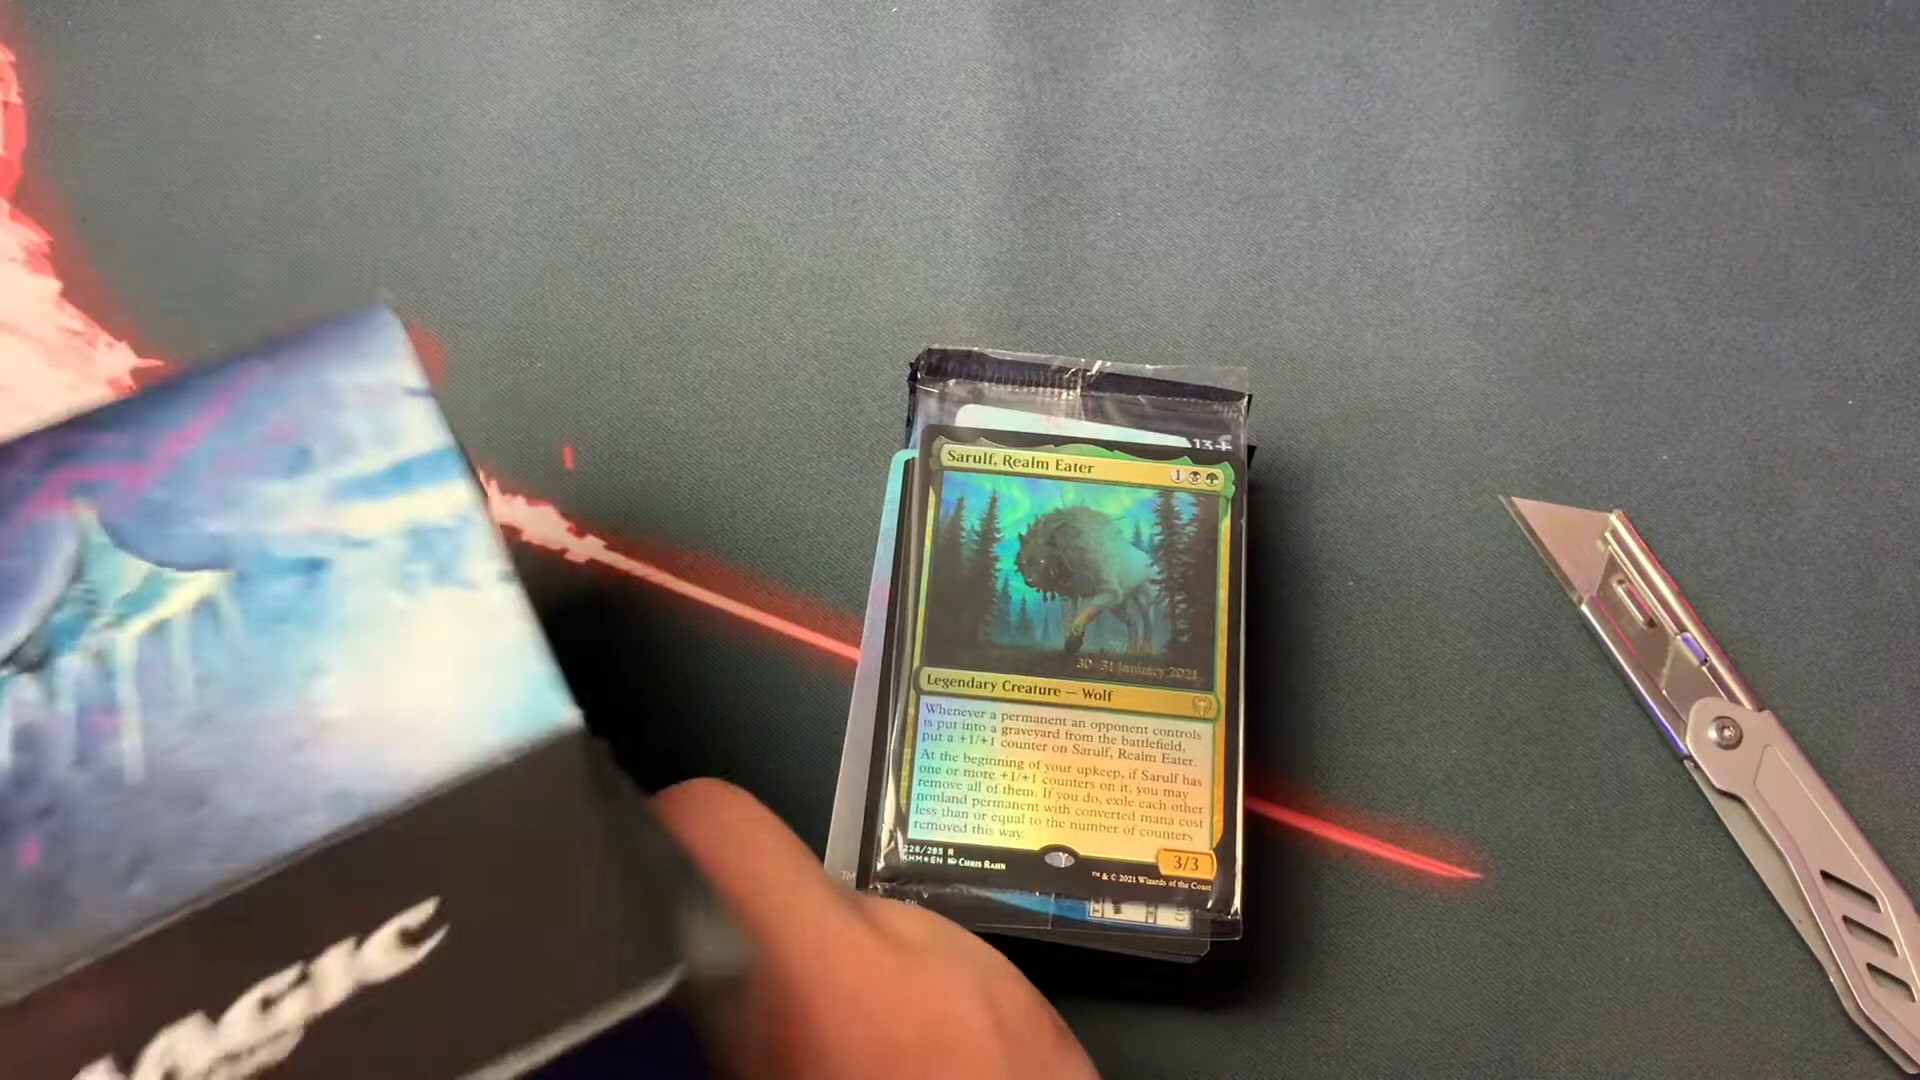 13+
Sarulf, Realm Eater
1
30–31 January 2021
Legendary Creature — Wolf
Whenever a permanent an opponent controls
is put into a graveyard from the battlefield,
put a +1/+1 counter on Sarulf, Realm Eater.
At the beginning of your upkeep, if Sarulf has
one or more +1/+1 counters on it, you may
remove all of them. If you do, exile each other
nonland permanent with converted mana cost
less than or equal to the number of counters
removed this way.
3/3
228/285 R
KHM★EN Chris Rahn
™ & © 2021 Wizards of the Coast
MAGIC